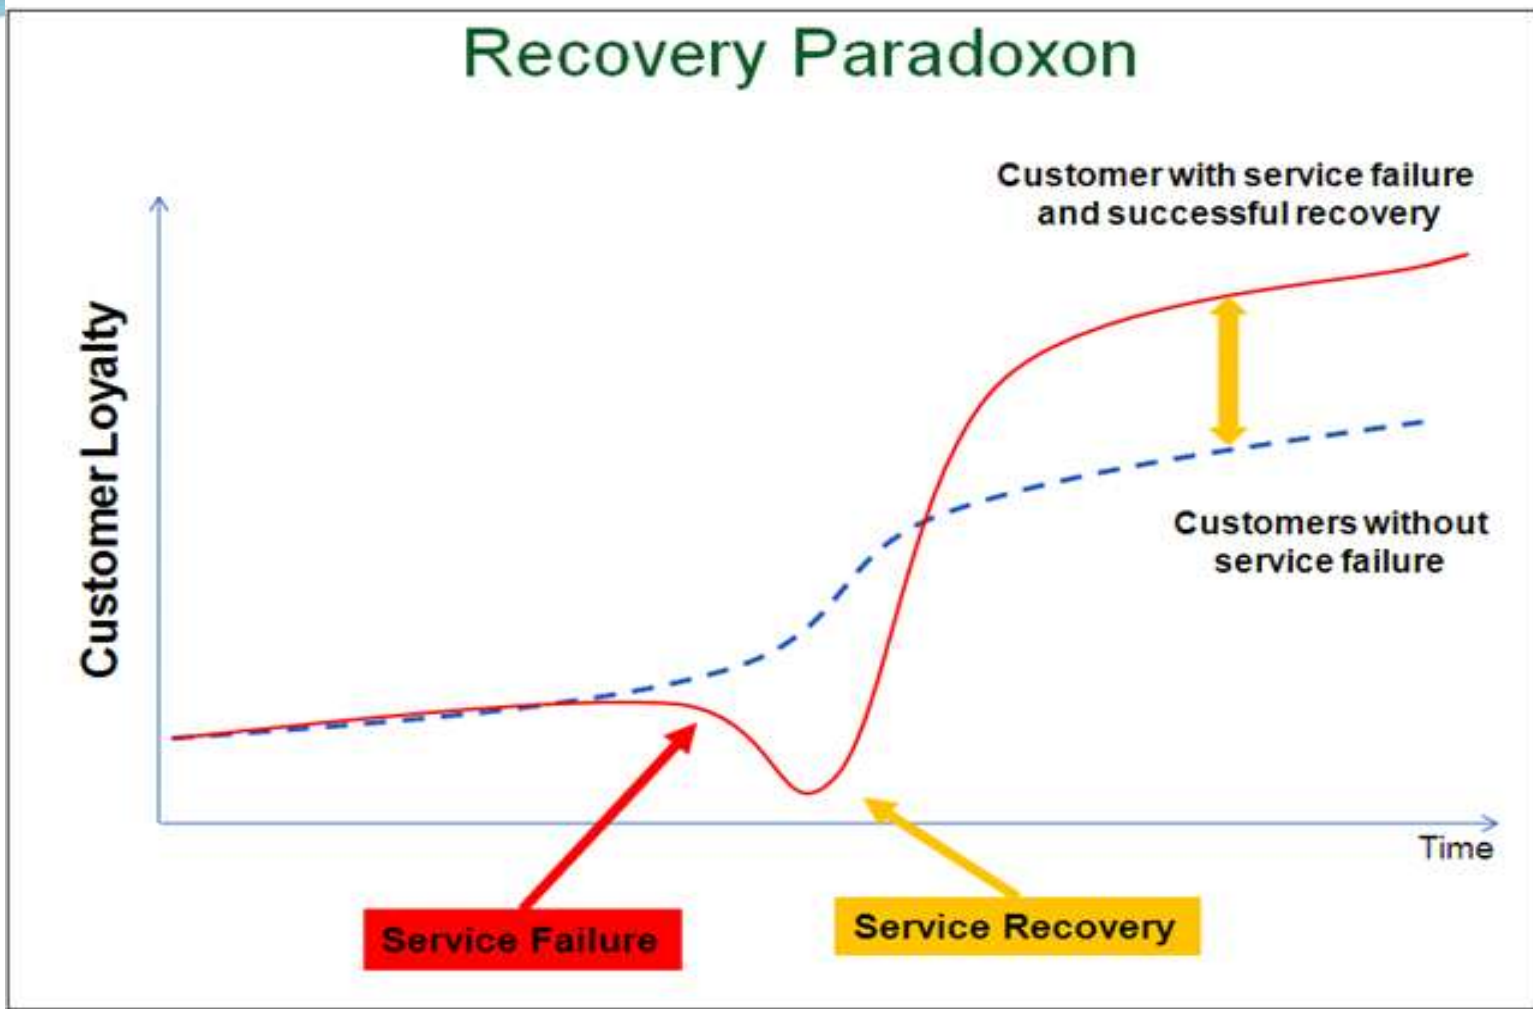 Recovery Paradoxon
Customer with service failure
and successful recovery
Customer Loyalty
Customers without
service failure
Time
Service Failure
Service Recovery